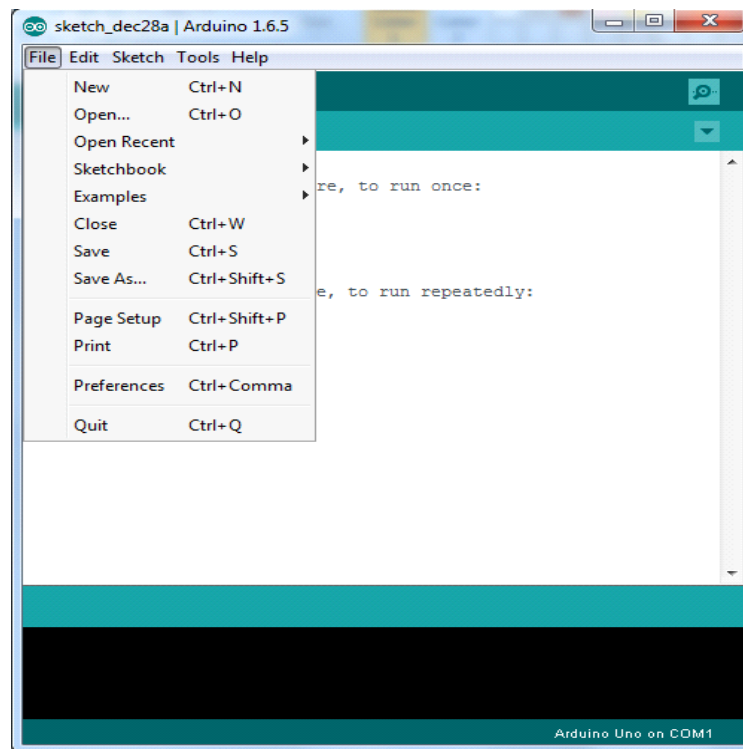 sketch_dec28a | Arduino 1.6.5
File Edit Sketch Tools Help
New Ctrl+N
Open... Ctrl+O
Open Recent
Sketchbook
Examples
Close Ctrl+W
Save Ctrl+S
Save As... Ctrl+Shift+S
Page Setup Ctrl+Shift+P
Print Ctrl+P
Preferences Ctrl+Comma
Quit Ctrl+Q
re, to run once:
e, to run repeatedly:
Arduino Uno on COM1